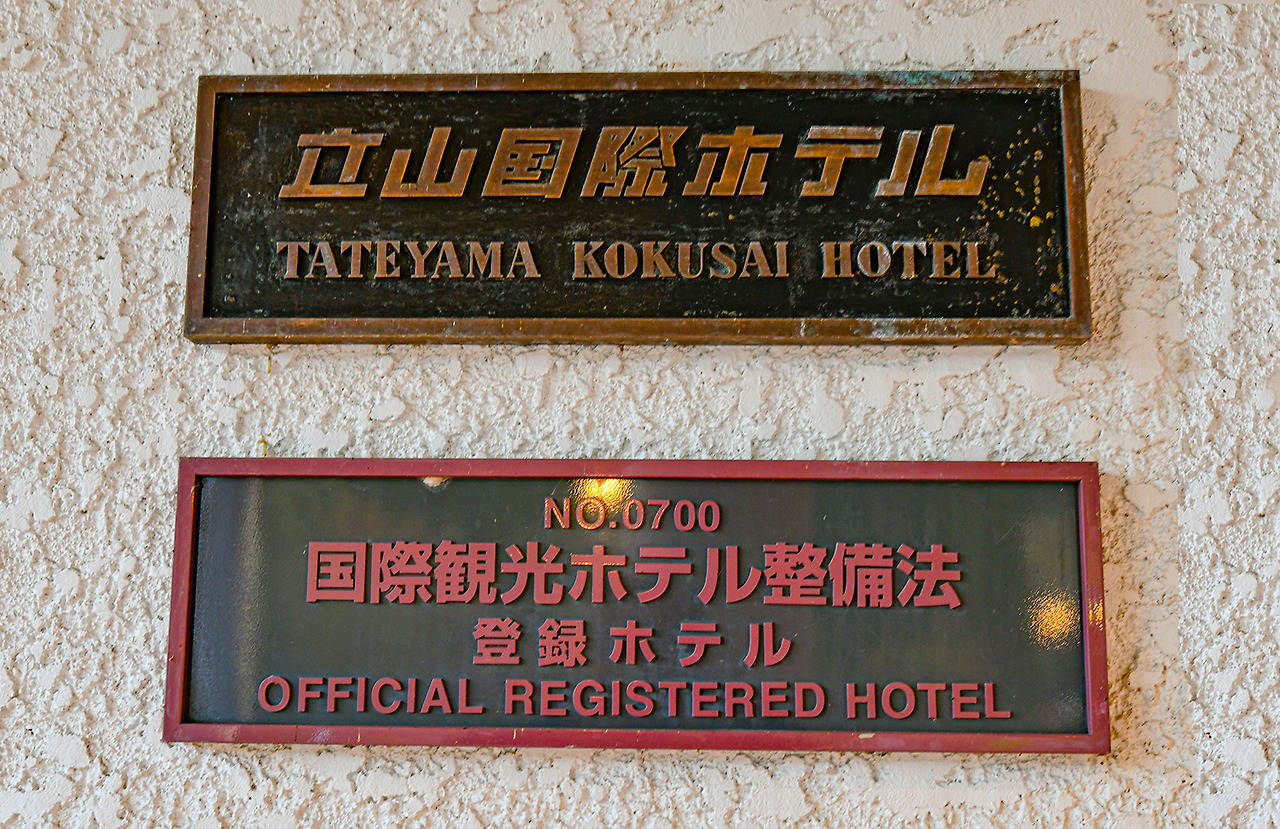 立山国際ホテル
TATEYAMA KOKUSAI HOTEL
NO.0700
国際観光ホテル整備法
登録ホテル
OFFICIAL REGISTERED HOTEL